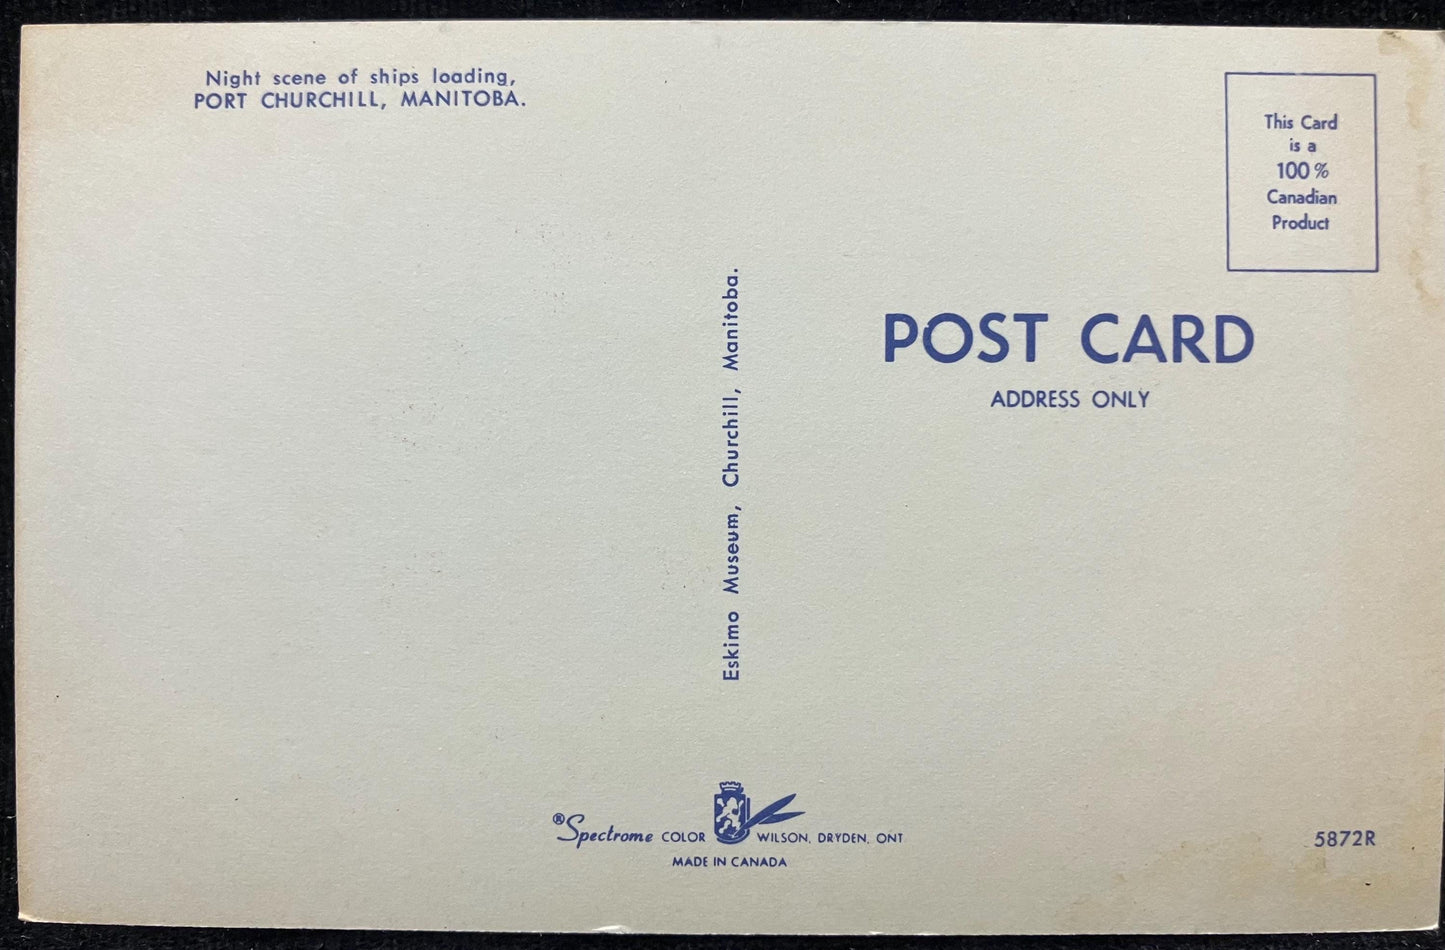 Night scene of ships loading,
PORT CHURCHILL, MANITOBA.
This Card
is a
100%
Canadian
Product
POST CARD
ADDRESS ONLY
Eskimo Museum, Churchill, Manitoba.
®Spectrome COLOR WILSON, DRYDEN, ONT
MADE IN CANADA
5872R